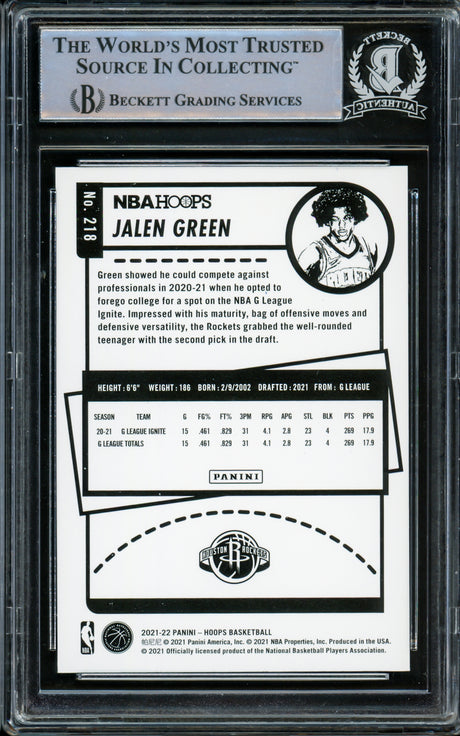 THE WORLD'S MOST TRUSTED
SOURCE IN COLLECTING™
B BECKETT GRADING SERVICES
BECKETT
B
AUTHENTIC
No. 218
NBA HOOPS
JALEN GREEN
Green showed he could compete against
professionals in 2020-21 when he opted to
forego college for a spot on the NBA G League
Ignite. Impressed with his maturity, bag of offensive moves and
defensive versatility, the Rockets grabbed the well-rounded
teenager with the second pick in the draft.
HEIGHT: 6'6" WEIGHT: 186 BORN: 2/9/2002 DRAFTED: 2021 FROM: G LEAGUE
SEASON TEAM G FG% FT% 3PM RPG APG STL BLK PTS PPG
20-21 G LEAGUE IGNITE 15 .461 .829 31 4.1 2.8 23 4 269 17.9
G LEAGUE TOTALS 15 .461 .829 31 4.1 2.8 23 4 269 17.9
PANINI
HOUSTON R ROCKETS
2021-22 PANINI – HOOPS BASKETBALL
帕尼尼 © 2021 Panini America, Inc. © 2021 NBA Properties, Inc. Produced in the USA.
© 2021 Officially licensed product of the National Basketball Players Association.
NBA